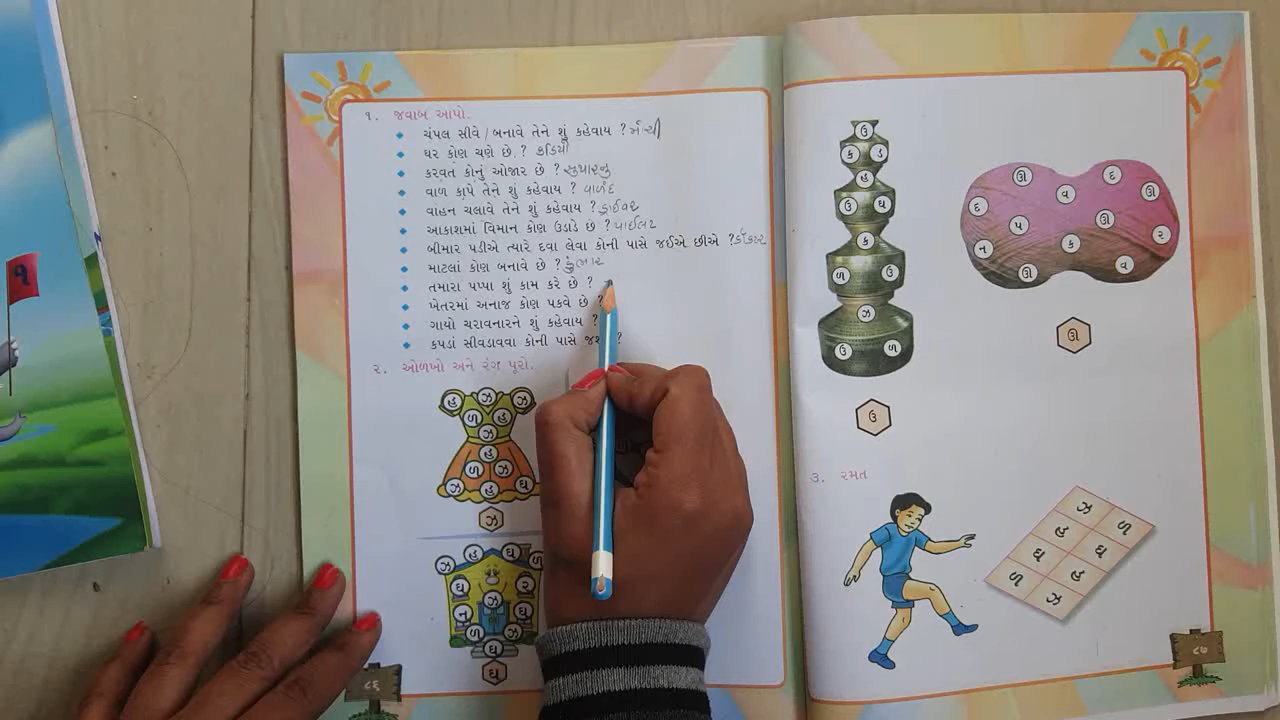 ૧. જવાબ આપો.
ચંપલ સીવે / બનાવે તેને શું કહેવાય ? મોચી
ઘર કોણ ચણે છે. ? કડિયો
કરવત કોનું ઓજાર છે ? સુથારનુ
વાળ કાપે તેને શું કહેવાય ? વાળંદ
વાહન ચલાવે તેને શું કહેવાય ? ડ્રાઈવર
આકાશમાં વિમાન કોણ ઉડાડે છે ? પાઈલટ
બીમાર પડીએ ત્યારે દવા લેવા કોની પાસે જઈએ છીએ ? ડૉક્ટર
માટલાં કોણ બનાવે છે ? કુંભાર
તમારા પપ્પા શું કામ કરે છે ?
ખેતરમાં અનાજ કોણ પકવે છે ?
ગાયો ચરાવનારને શું કહેવાય ?
કપડાં સીવડાવવા કોની પાસે ?
૨. ઓળખો અને રંગ પૂરો.
હ ઝ ઝ
ળ હ
ઝ
હ
ળ ઝ
ઝ હ ઘ
ઝ
ઝ હ ઘ ળ
ઘ ર
ન ઝ ઘ
ળ ઝ
ઘ
ઘ
૮૬
ઉ
ક ડ
હ
ઉ ઘ
ક
ળ ઉ
ઝ
ઉ ળ
ઉ
ઊ દ
વ ઊ
દ ઊ
પ ર
ન ક
ઊ વ
ઊ
૩. રમત
ઝ ળ
હ ઘ
ઘ હ
ળ ઝ
૮૭
૧